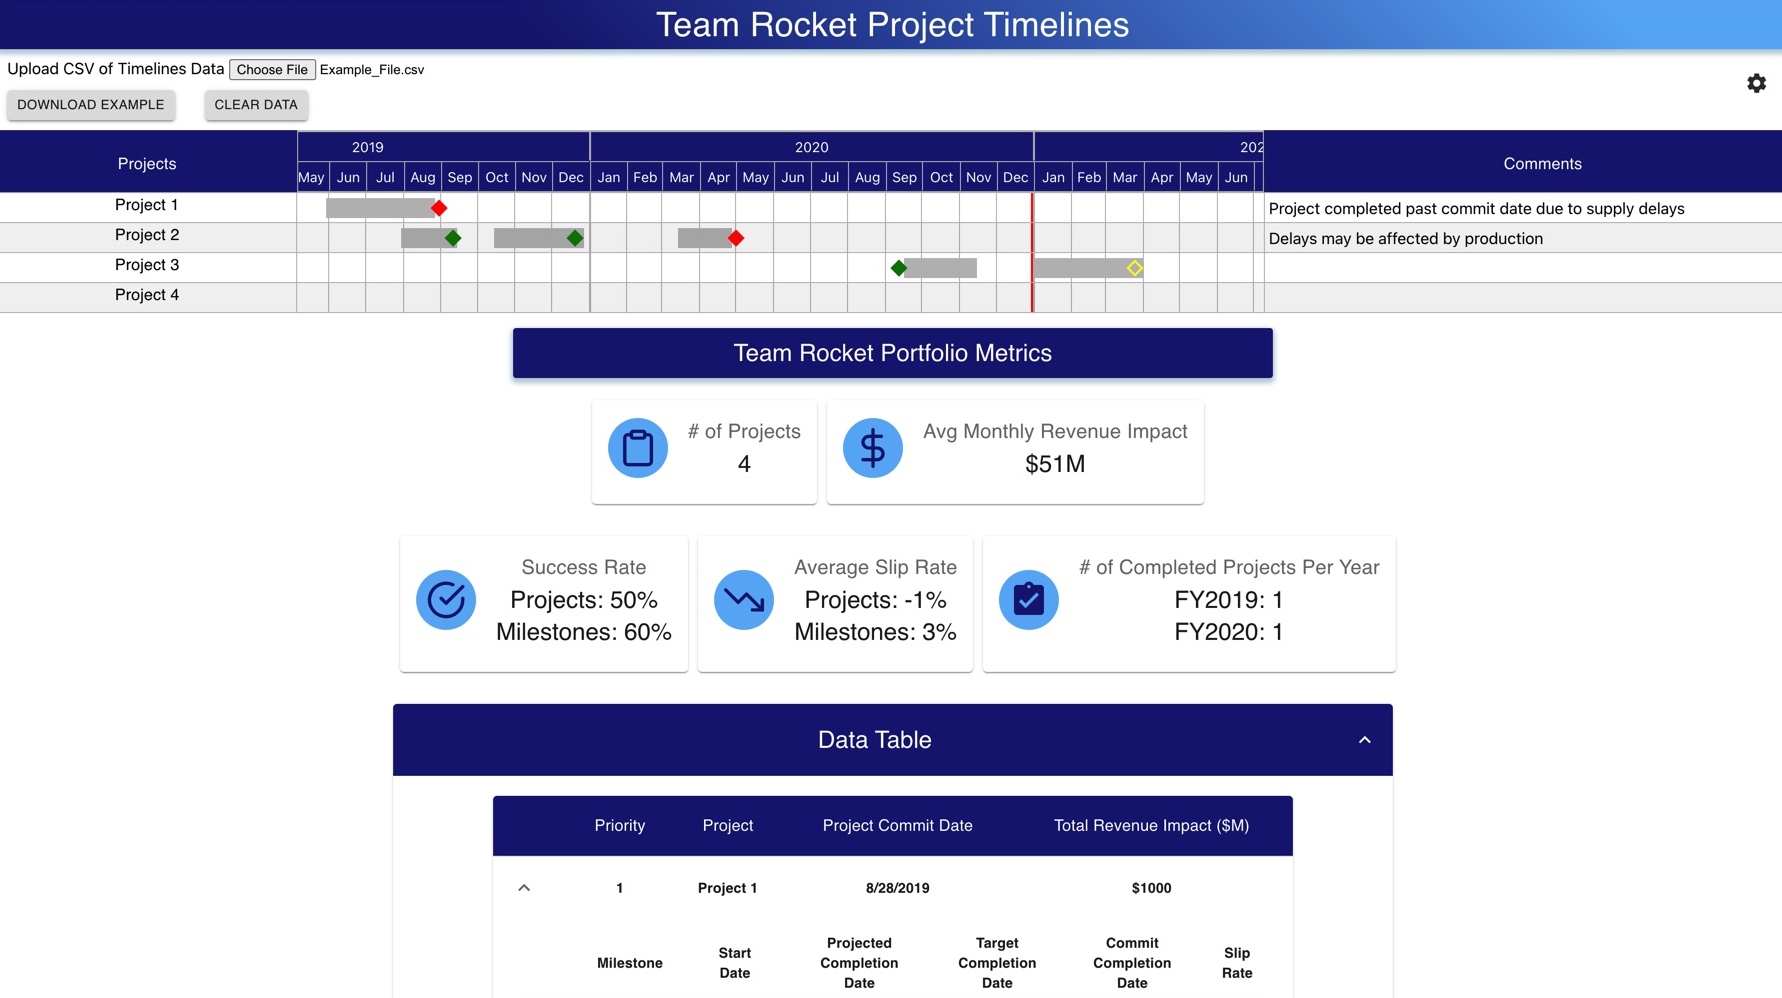 Team Rocket Project Timelines
Upload CSV of Timelines Data Choose File Example_File.csv
DOWNLOAD EXAMPLE CLEAR DATA
Projects 2019 2020 202 Comments
May Jun Jul Aug Sep Oct Nov Dec Jan Feb Mar Apr May Jun Jul Aug Sep Oct Nov Dec Jan Feb Mar Apr May Jun
Project 1 Project completed past commit date due to supply delays
Project 2 Delays may be affected by production
Project 3
Project 4
Team Rocket Portfolio Metrics
# of Projects
4
Avg Monthly Revenue Impact
$51M
Success Rate
Projects: 50%
Milestones: 60%
Average Slip Rate
Projects: -1%
Milestones: 3%
# of Completed Projects Per Year
FY2019: 1
FY2020: 1
Data Table
Priority Project Project Commit Date Total Revenue Impact ($M)
1 Project 1 8/28/2019 $1000
Milestone
Start
Date
Projected
Completion
Date
Target
Completion
Date
Commit
Completion
Date
Slip
Rate